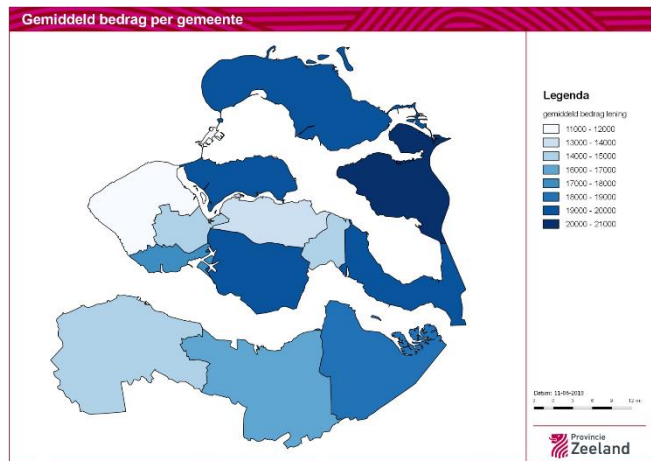 Gemiddeld bedrag per gemeente
Legenda
gemiddeld bedrag lening
11000 - 12000
13000 - 14000
14000 - 15000
16000 - 17000
17000 - 18000
18000 - 19000
19000 - 20000
20000 - 21000
Provincie
Zeeland